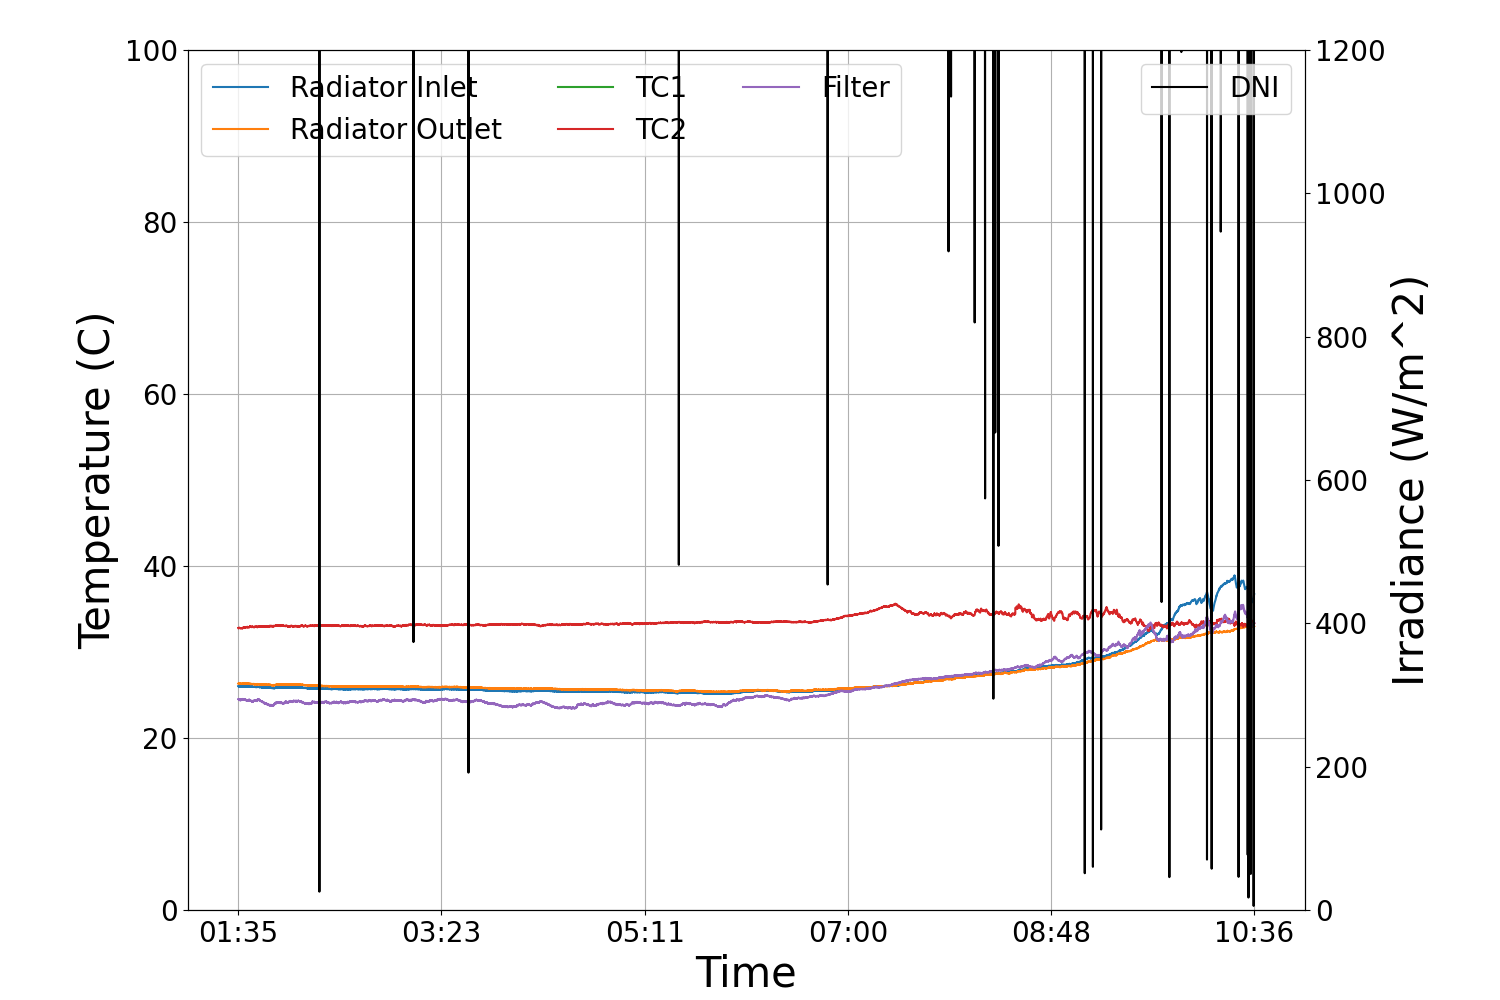 Radiator Inlet
Radiator Outlet
TC1
TC2
Filter
DNI
Temperature (C)
100
80
60
40
20
0
Irradiance (W/m^2)
1200
1000
800
600
400
200
0
01:35
03:23
05:11
07:00
08:48
10:36
Time